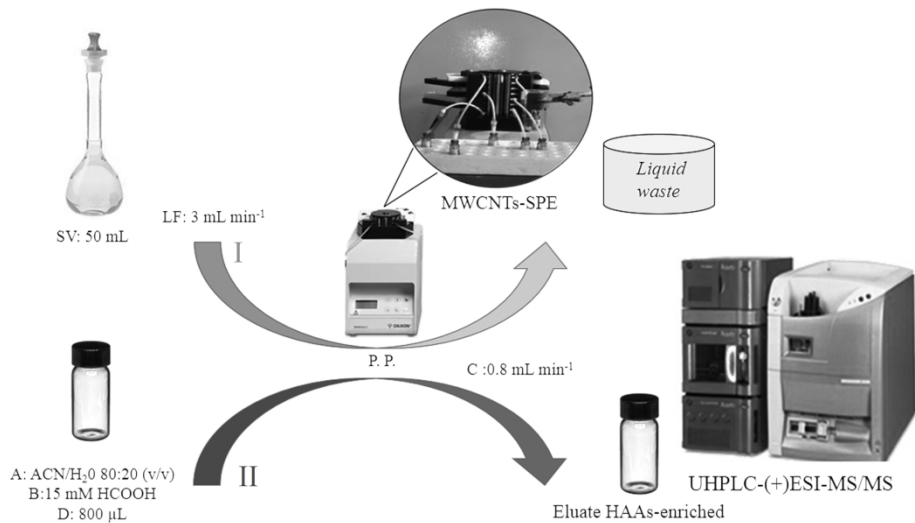 MWCNTs-SPE
Liquid
waste
SV: 50 mL
LF: 3 mL min-1
I
GILSON
P. P.
C :0.8 mL min-1
II
A: ACN/H20 80:20 (v/v)
B:15 mM HCOOH
D: 800 µL
Eluate HAAs-enriched
UHPLC-(+)ESI-MS/MS